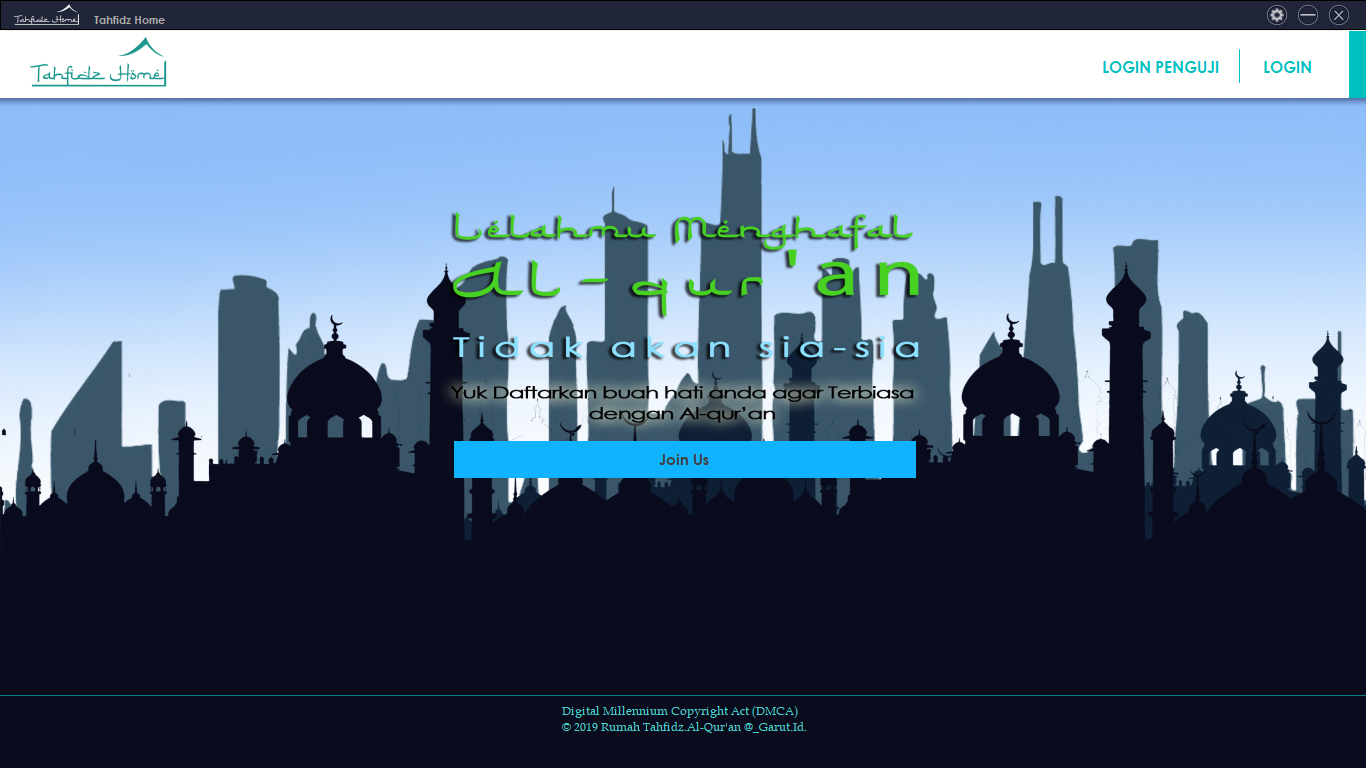 Tahfidz Home
Tahfidz Home
Tahfidz Home
LOGIN PENGUJI
LOGIN
Lelahmu Menghafal
al-qur'an
Tidak akan sia-sia
Yuk Daftarkan buah hati anda agar Terbiasa
dengan Al-qur'an
Join Us
Digital Millennium Copyright Act (DMCA)
© 2019 Rumah Tahfidz.Al-Qur'an @_Garut.Id.